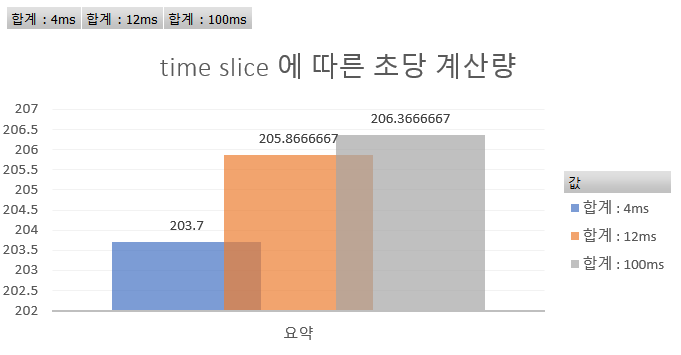 합계 : 4ms 합계 : 12ms 합계 : 100ms
time slice 에 따른 초당 계산량
207
206.5
206
205.5
205
204.5
204
203.5
203
202.5
202
203.7
205.8666667
206.3666667
요약
값
합계 : 4ms
합계 : 12ms
합계 : 100ms